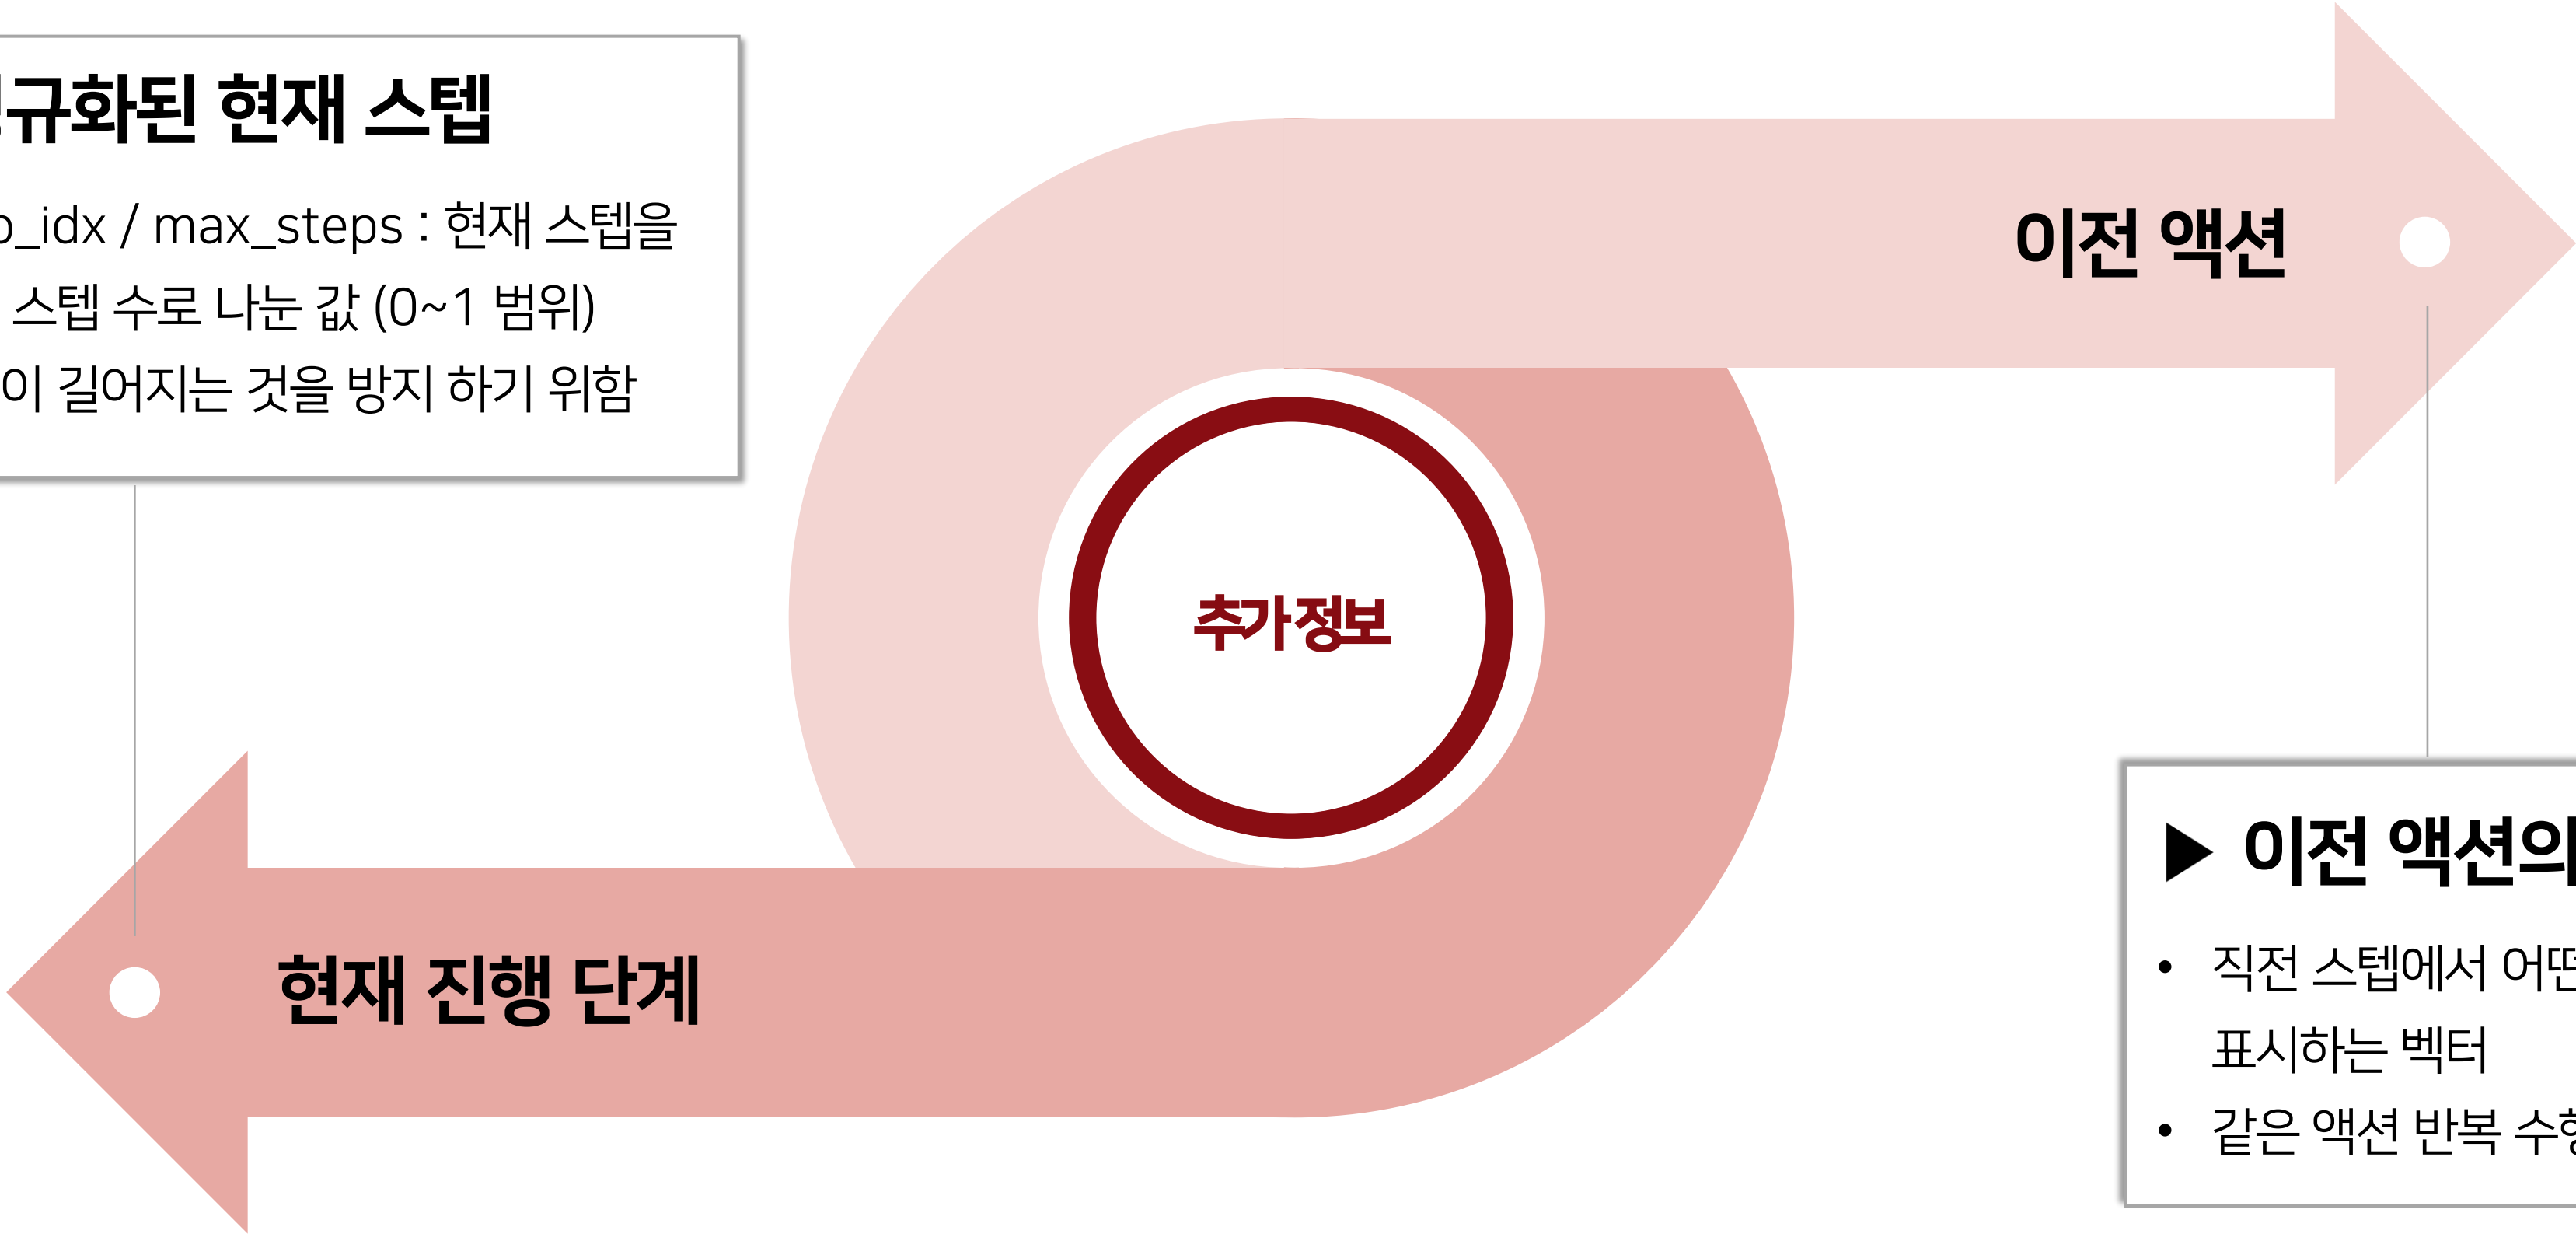 규화된 현재 스텝
_idx / max_steps : 현재 스텝을
스텝 수로 나눈 값 (0~1 범위)
이 길어지는 것을 방지 하기 위함
이전 액션
추가 정보
현재 진행 단계
▶ 이전 액션의
• 직전 스텝에서
표시하는 벡터
• 같은 액션 반복